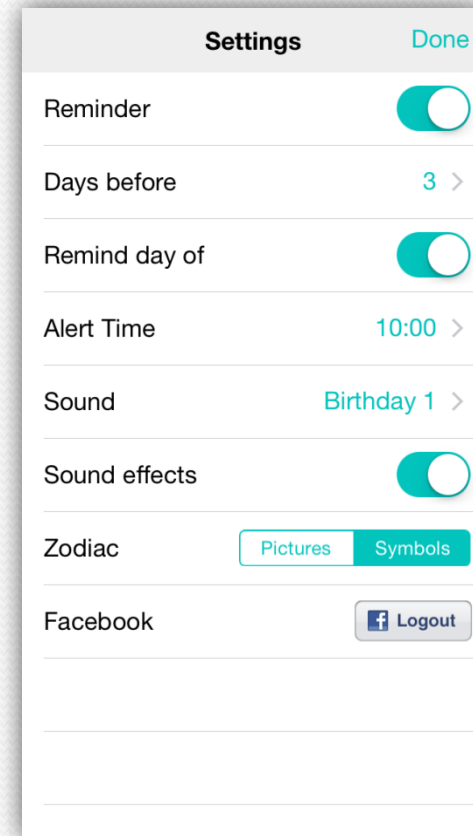 Settings Done
Reminder
Days before 3
Remind day of
Alert Time 10:00
Sound Birthday 1
Sound effects
Zodiac Pictures Symbols
Facebook f Logout